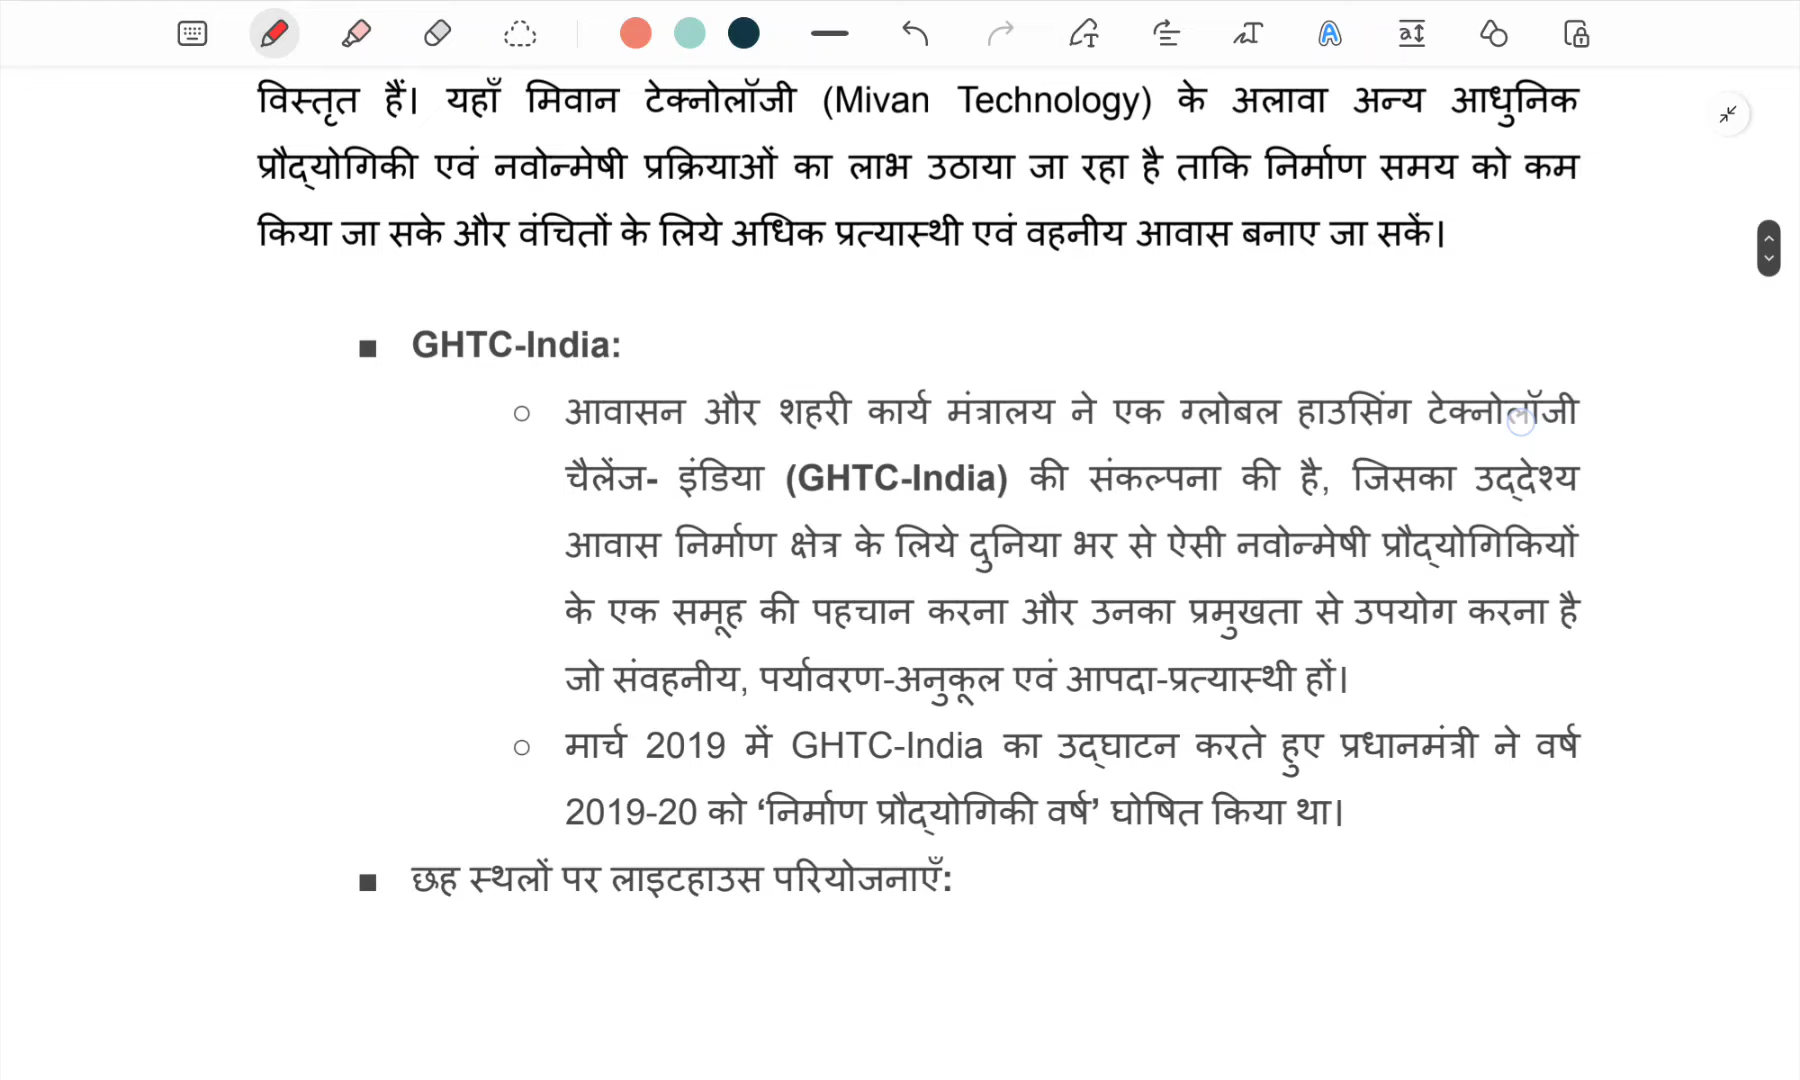 विस्तृत हैं। यहाँ मिवान टेक्नोलॉजी (Mivan Technology) के अलावा अन्य आधुनिक
प्रौद्योगिकी एवं नवोन्मेषी प्रक्रियाओं का लाभ उठाया जा रहा है ताकि निर्माण समय को कम
किया जा सके और वंचितों के लिये अधिक प्रत्यास्थी एवं वहनीय आवास बनाए जा सकें।
■ GHTC-India:
○ आवासन और शहरी कार्य मंत्रालय ने एक ग्लोबल हाउसिंग टेक्नोलॉजी
चैलेंज- इंडिया (GHTC-India) की संकल्पना की है, जिसका उद्देश्य
आवास निर्माण क्षेत्र के लिये दुनिया भर से ऐसी नवोन्मेषी प्रौद्योगिकियों
के एक समूह की पहचान करना और उनका प्रमुखता से उपयोग करना है
जो संवहनीय, पर्यावरण-अनुकूल एवं आपदा-प्रत्यास्थी हों।
○ मार्च 2019 में GHTC-India का उद्घाटन करते हुए प्रधानमंत्री ने वर्ष
2019-20 को ‘निर्माण प्रौद्योगिकी वर्ष’ घोषित किया था।
■ छह स्थलों पर लाइटहाउस परियोजनाएँ: